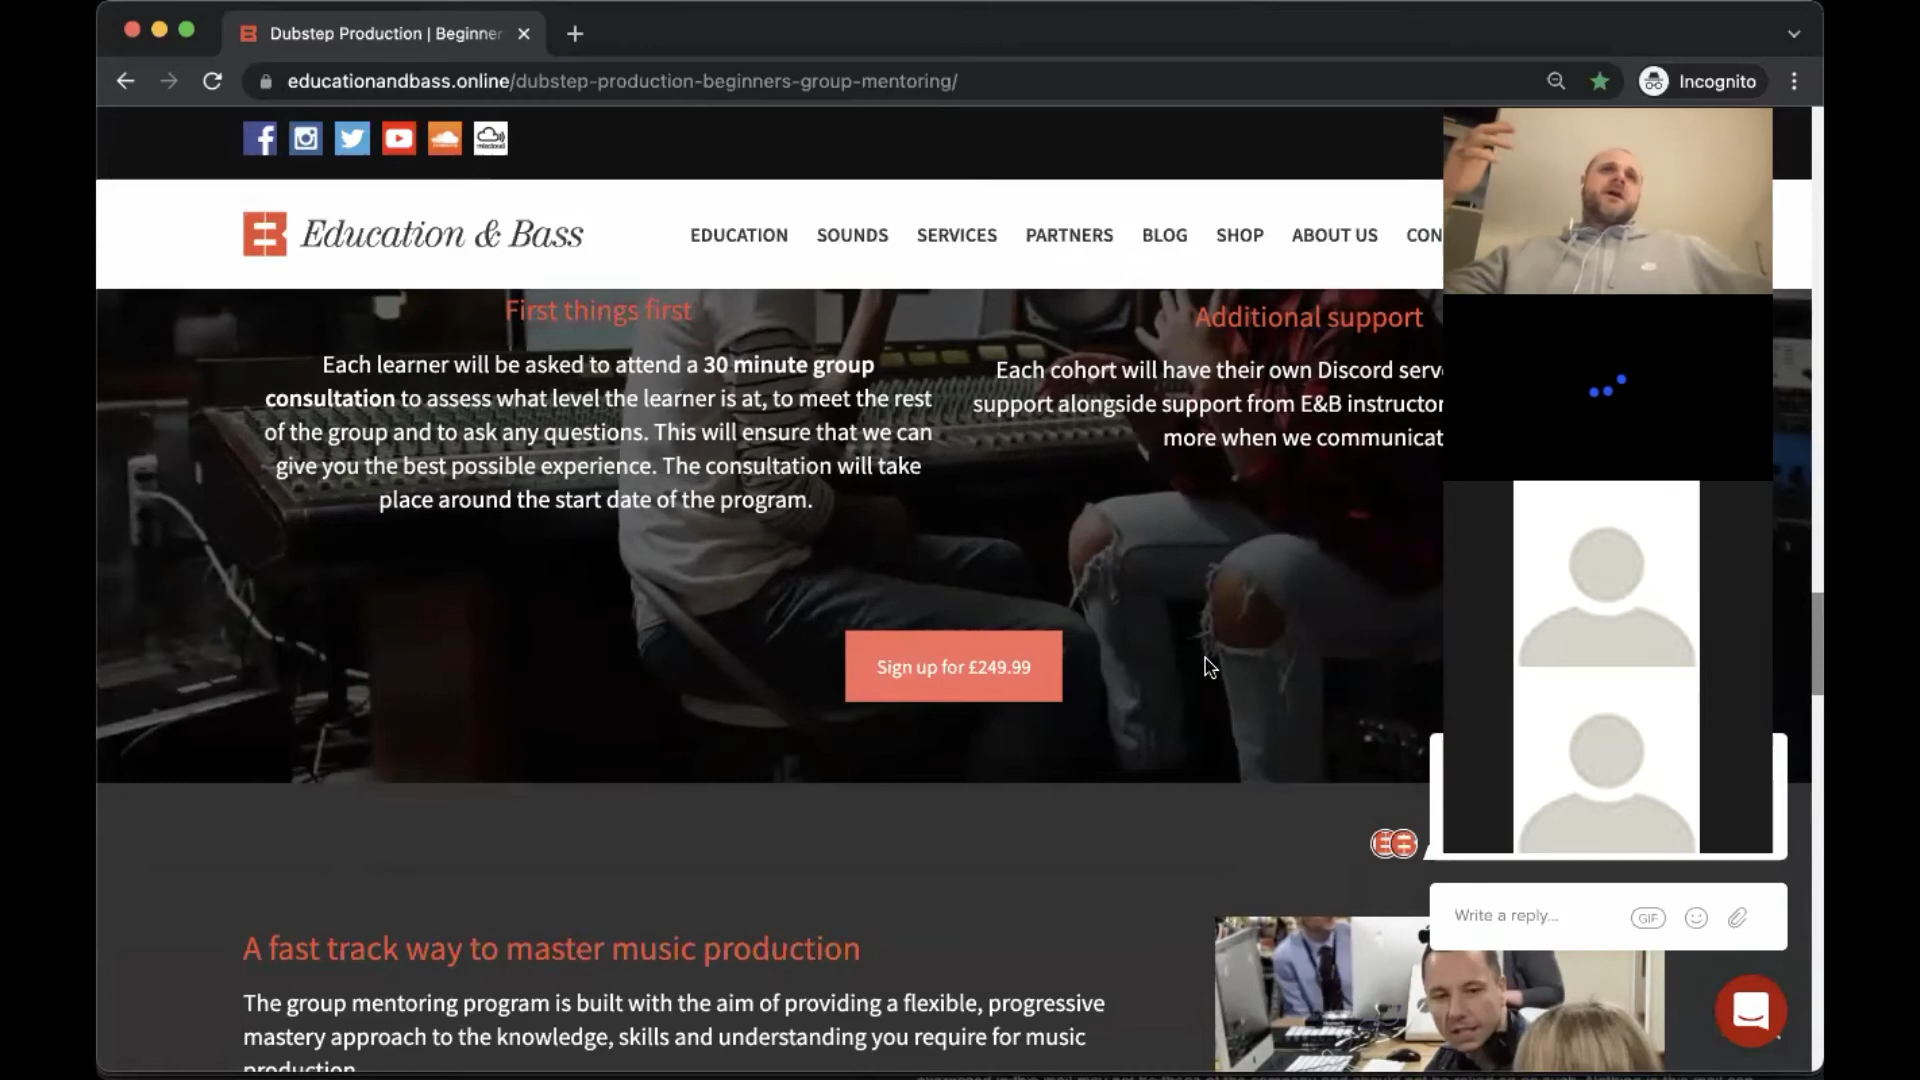 Dubstep Production | Beginner
educationandbass.online/dubstep-production-beginners-group-mentoring/
Incognito
mixcloud
Education & Bass
EDUCATION SOUNDS SERVICES PARTNERS BLOG SHOP ABOUT US CON
First things first
Each learner will be asked to attend a 30 minute group
consultation to assess what level the learner is at, to meet the rest
of the group and to ask any questions. This will ensure that we can
give you the best possible experience. The consultation will take
place around the start date of the program.
Additional support
Each cohort will have their own Discord serv
support alongside support from E&B instructor
more when we communicat
Sign up for £249.99
A fast track way to master music production
The group mentoring program is built with the aim of providing a flexible, progressive
mastery approach to the knowledge, skills and understanding you require for music
production.
Write a reply...
GIF